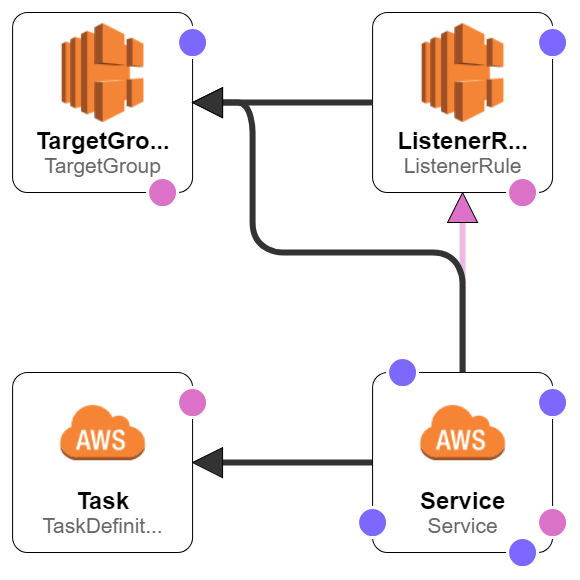 TargetGro...
TargetGroup
ListenerR...
ListenerRule
AWS
Task
TaskDefinit...
AWS
Service
Service